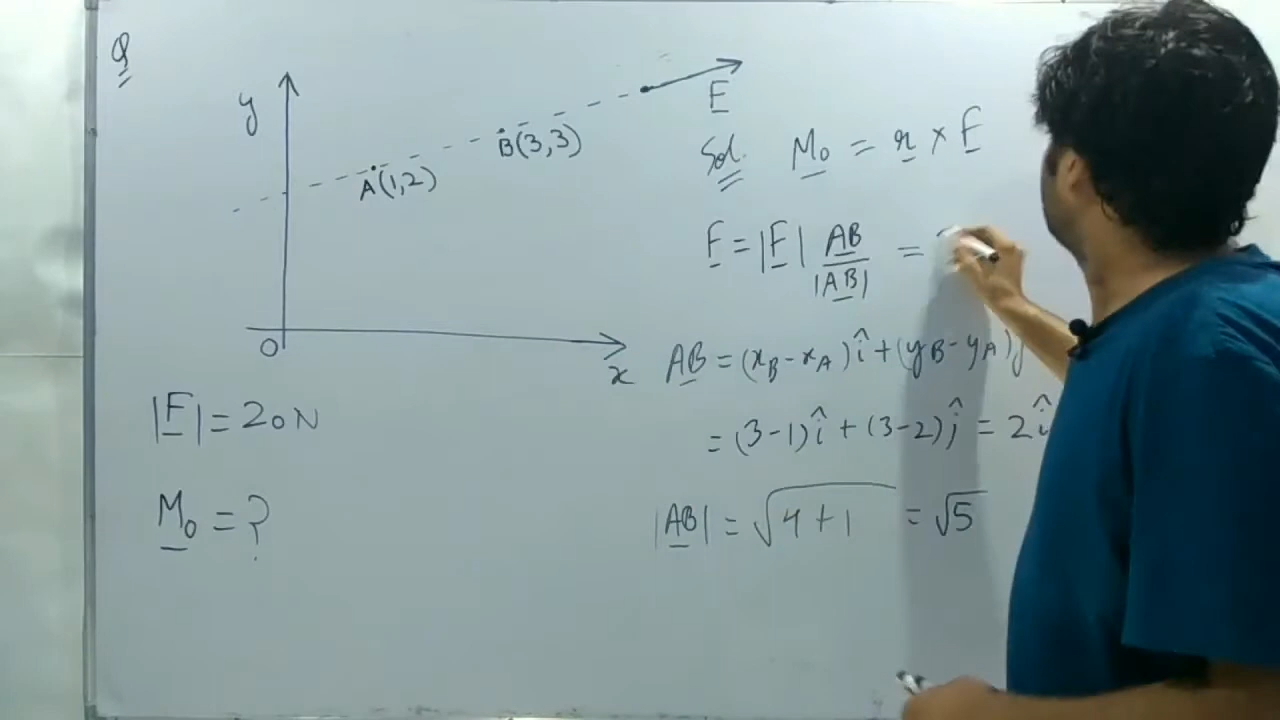 Q
y
F
B(3,3)
A(1,2)
O
x
|F| = 20N
M₀ = ?
Sol. M₀ = r × F
F = |F| AB/|AB| =
AB = (x_B - x_A)î + (y_B - y_A)j
= (3-1)î + (3-2)ĵ = 2î
|AB| = √(4+1) = √5